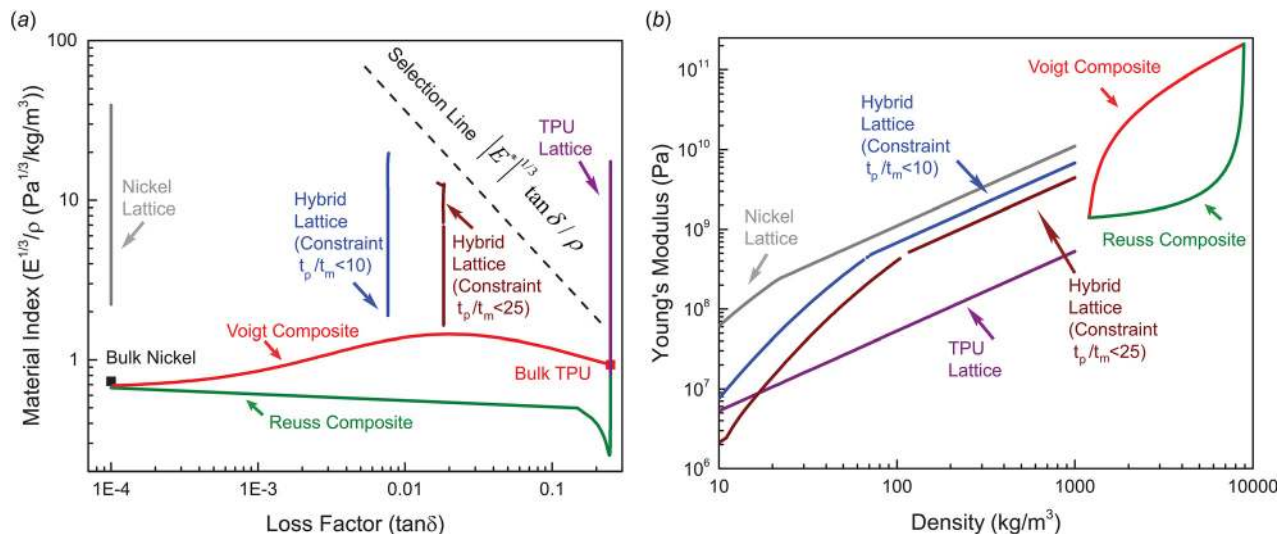 (a)
100
10
1
1E-4
1E-3
0.01
0.1
Material Index (E^1/3/ρ (Pa^1/3/kg/m^3))
Loss Factor (tanδ)
Nickel
Lattice
Hybrid
Lattice
(Constraint
t_p/t_m<10)
Selection Line |E*|^1/3 tan δ / ρ
Hybrid
Lattice
(Constraint
t_p/t_m<25)
TPU
Lattice
Voigt Composite
Bulk Nickel
Bulk TPU
Reuss Composite
(b)
10^11
10^10
10^9
10^8
10^7
10^6
10
100
1000
10000
Young's Modulus (Pa)
Density (kg/m^3)
Voigt Composite
Hybrid
Lattice
(Constraint
t_p/t_m<10)
Nickel
Lattice
Reuss Composite
TPU
Lattice
Hybrid
Lattice
(Constraint
t_p/t_m<25)